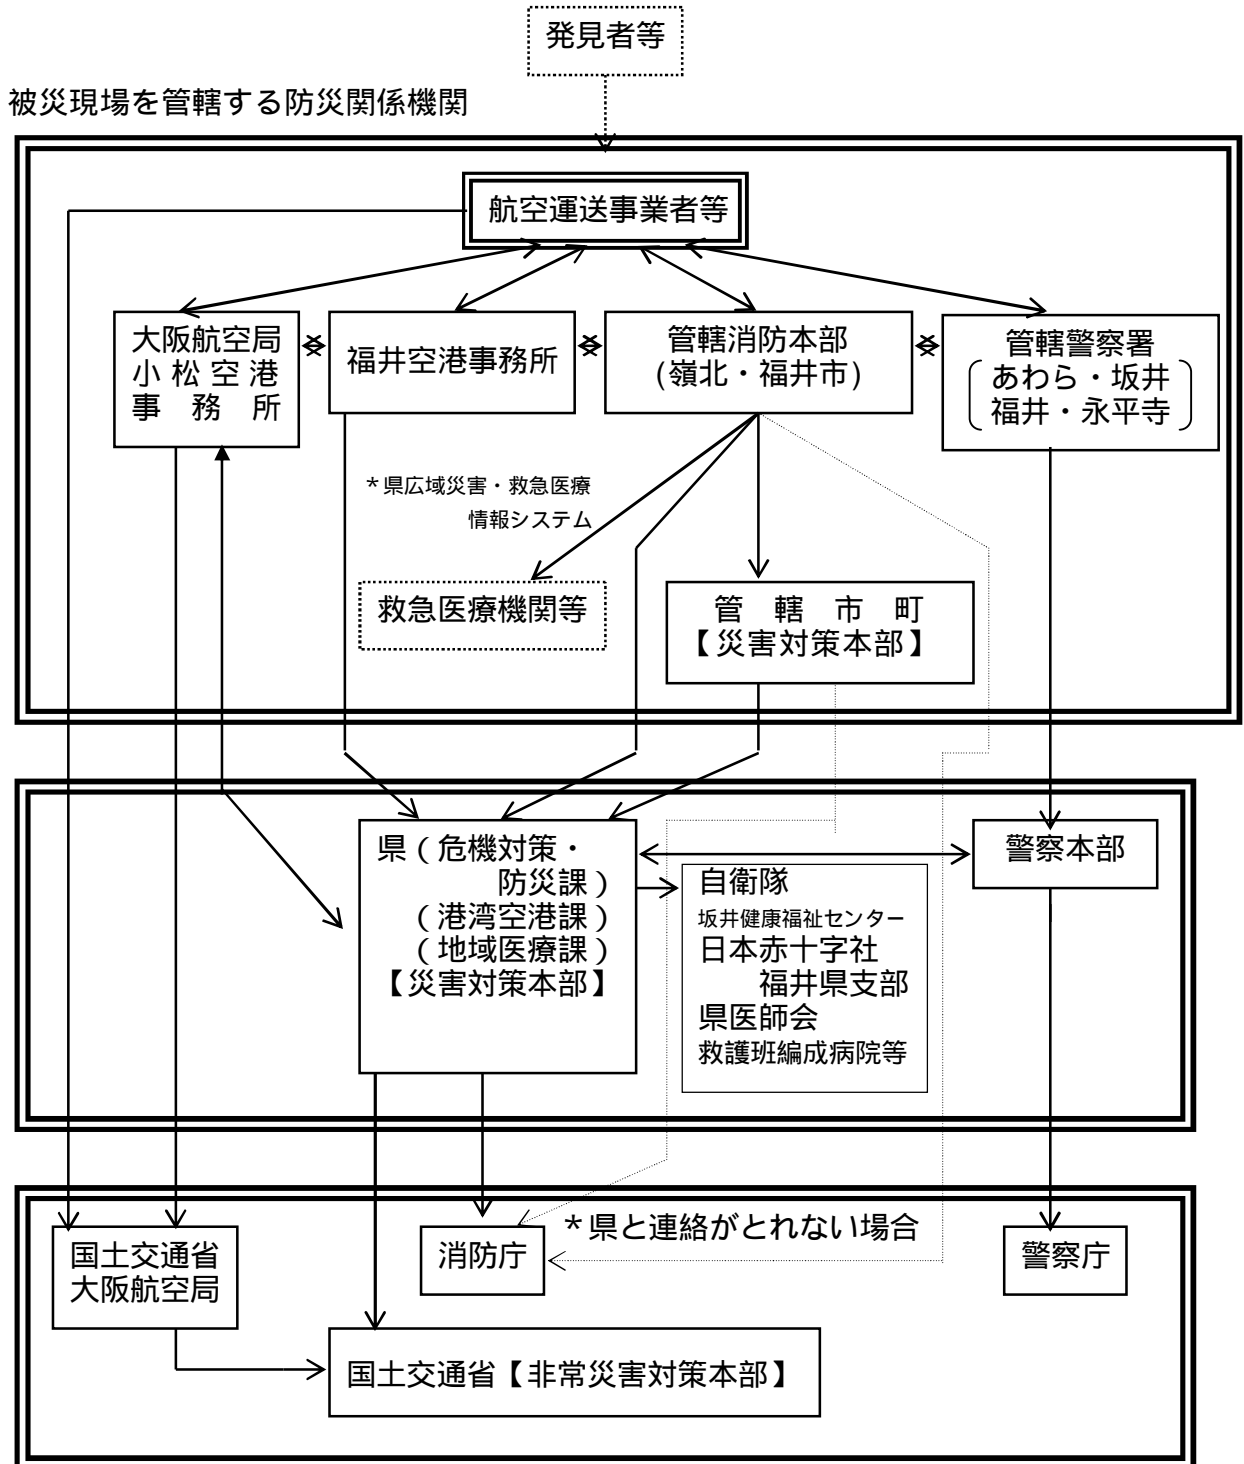 発見者等
被災現場を管轄する防災関係機関
航空運送事業者等
大阪航空局
小松空港
事務所
福井空港事務所
管轄消防本部
(嶺北・福井市)
管轄警察署
あわら・坂井
福井・永平寺
*県広域災害・救急医療
情報システム
救急医療機関等
管轄市町
【災害対策本部】
県(危機対策・
防災課)
(港湾空港課)
(地域医療課)
【災害対策本部】
自衛隊
坂井健康福祉センター
日本赤十字社
福井県支部
県医師会
救護班編成病院等
警察本部
国土交通省
大阪航空局
消防庁
*県と連絡がとれない場合
警察庁
国土交通省【非常災害対策本部】